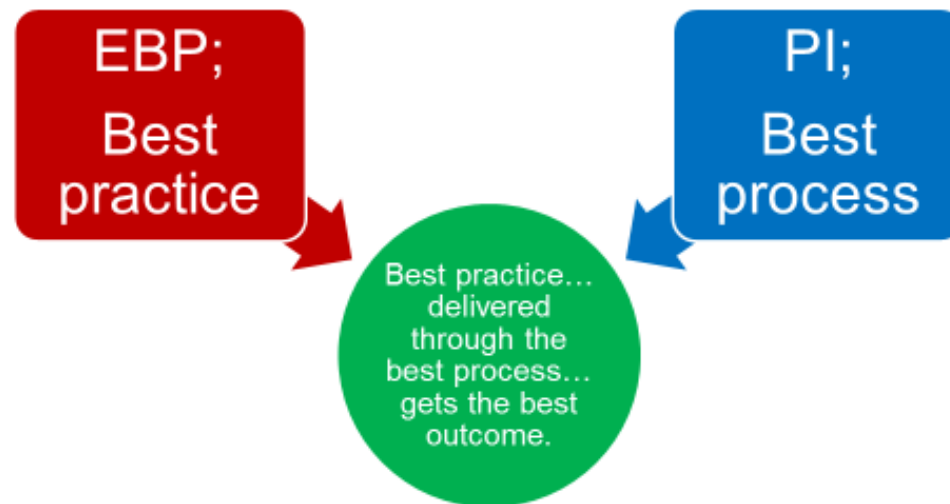 EBP;
Best
practice
PI;
Best
process
Best practice…
delivered
through the
best process…
gets the best
outcome.